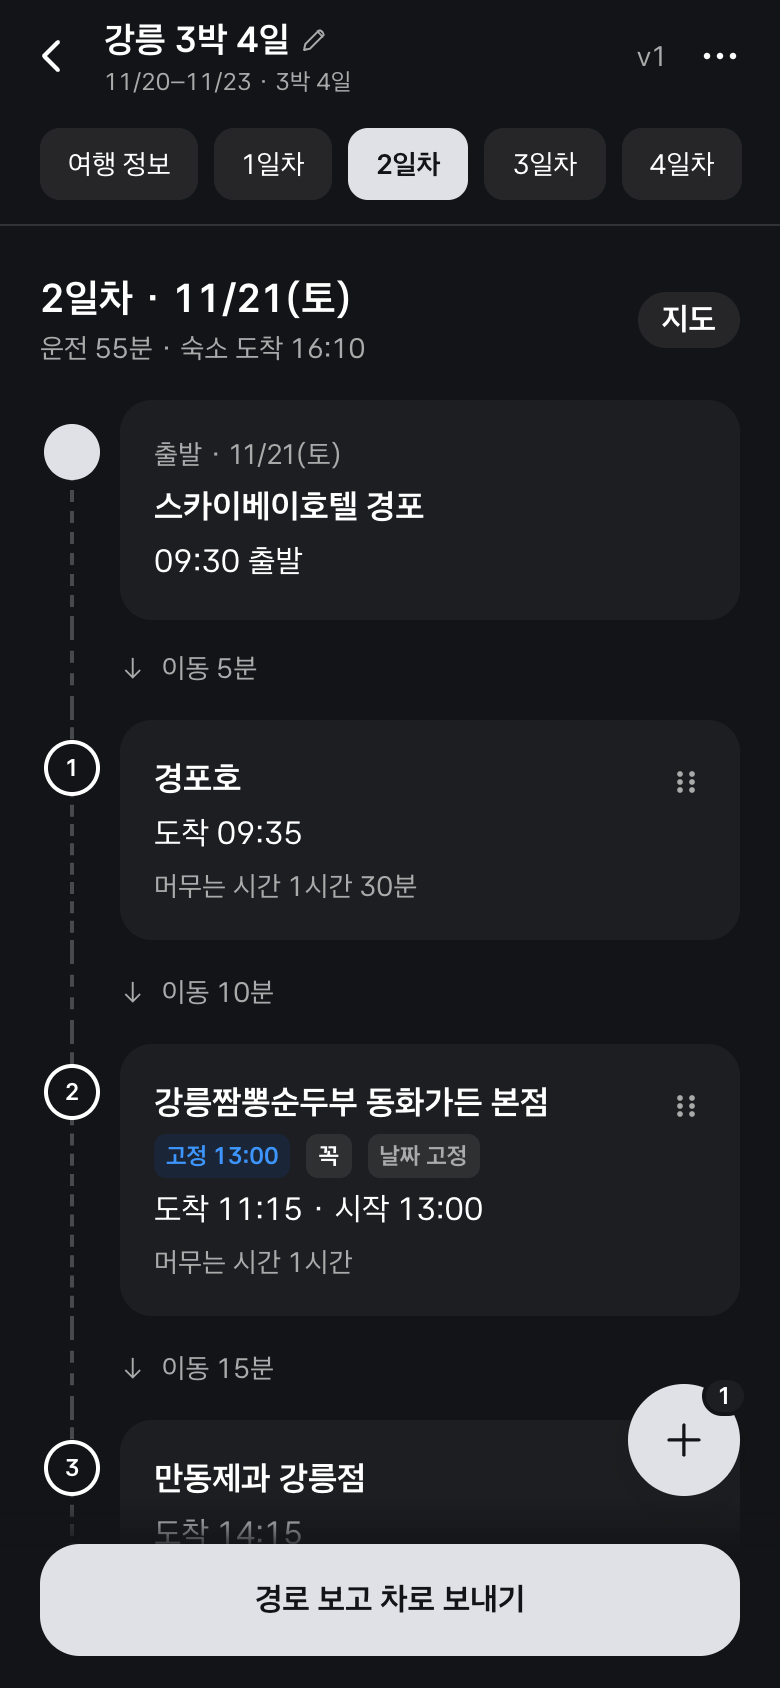 강릉 3박 4일
v1
11/20–11/23 · 3박 4일
여행 정보
1일차
2일차
3일차
4일차
2일차 · 11/21(토)
운전 55분 · 숙소 도착 16:10
지도
출발 · 11/21(토)
스카이베이호텔 경포
09:30 출발
↓ 이동 5분
1
경포호
도착 09:35
머무는 시간 1시간 30분
↓ 이동 10분
2
강릉짬뽕순두부 동화가든 본점
고정 13:00
꼭
날짜 고정
도착 11:15 · 시작 13:00
머무는 시간 1시간
↓ 이동 15분
1
3
만동제과 강릉점
도착 14:15
경로 보고 차로 보내기